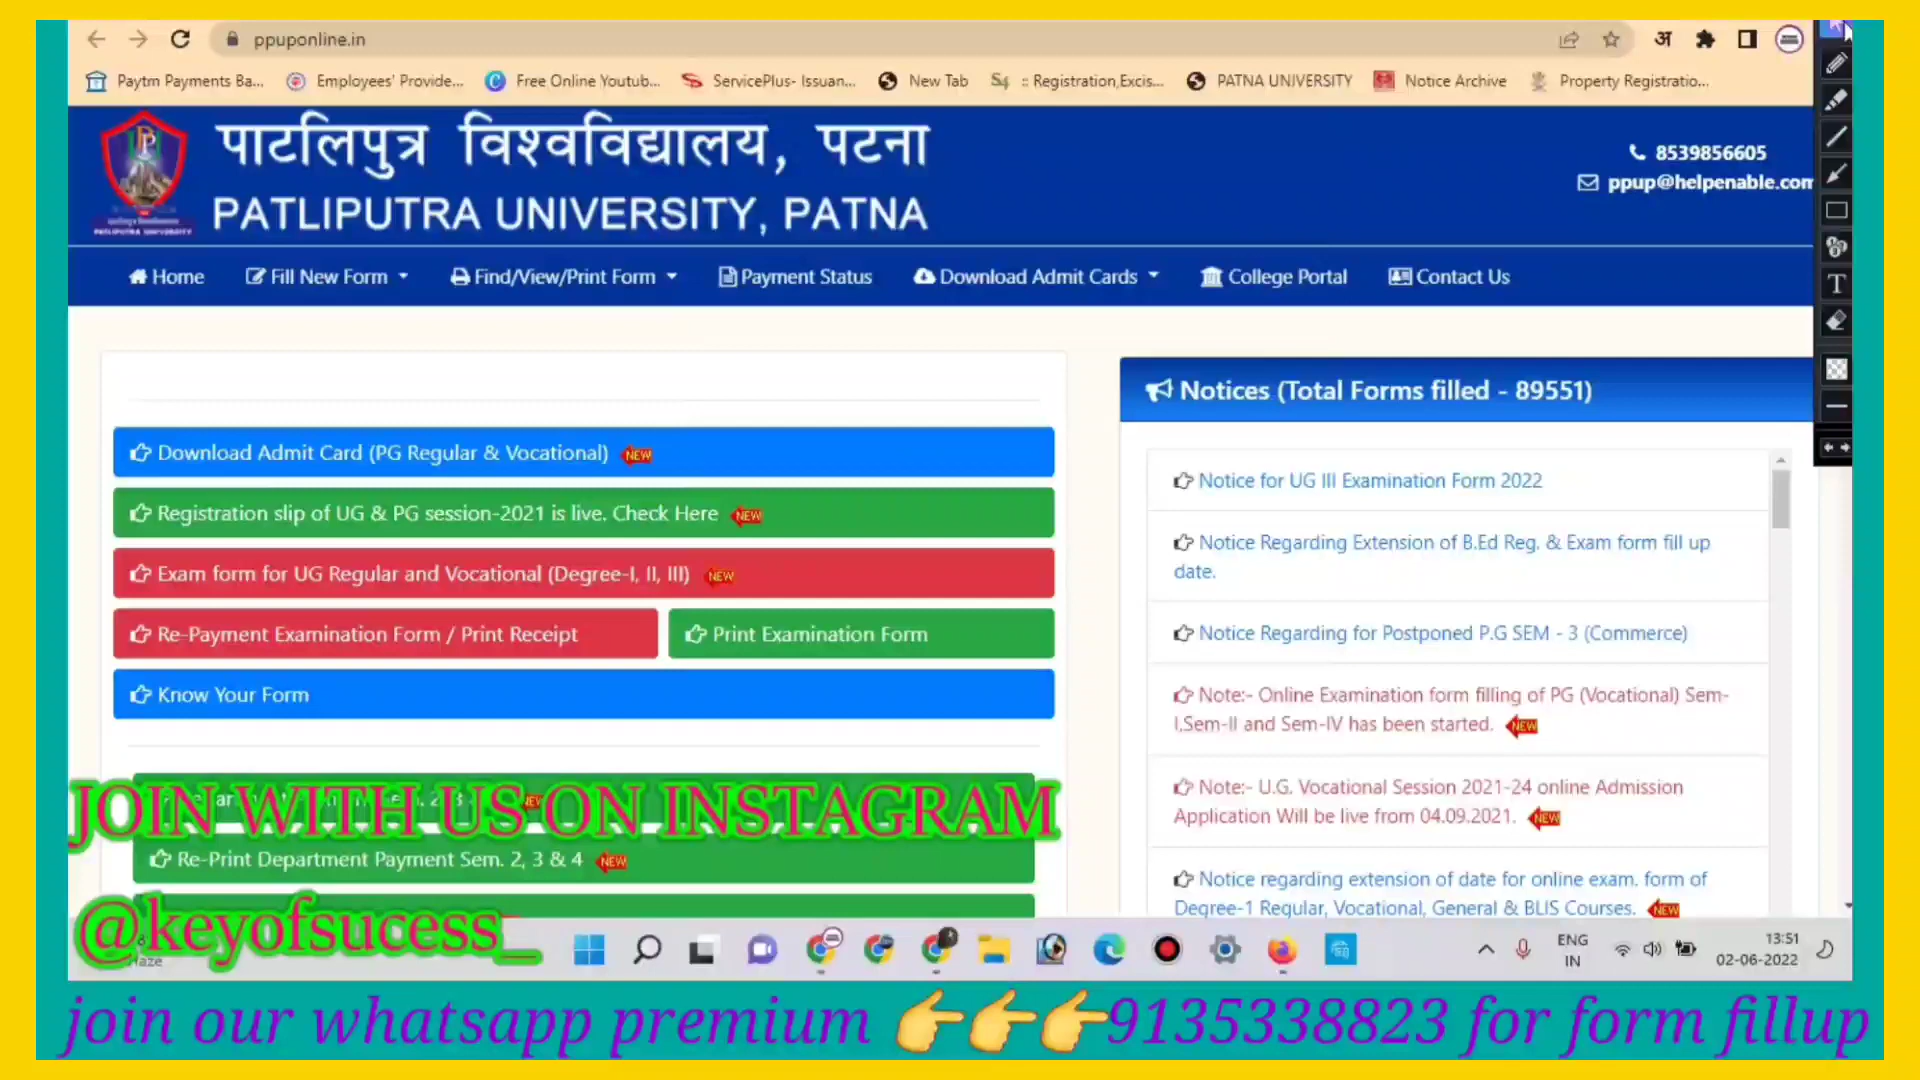 ppuponline.in
Paytm Payments Ba... Employees' Provide... Free Online Youtub... ServicePlus- Issuan... New Tab :: Registration,Excis... PATNA UNIVERSITY Notice Archive Property Registratio...
पाटलिपुत्र विश्वविद्यालय, पटना
PATLIPUTRA UNIVERSITY, PATNA
8539856605
ppup@helpenable.com
Home Fill New Form Find/View/Print Form Payment Status Download Admit Cards College Portal Contact Us
Download Admit Card (PG Regular & Vocational) NEW
Registration slip of UG & PG session-2021 is live. Check Here NEW
Exam form for UG Regular and Vocational (Degree-I, II, III) NEW
Re-Payment Examination Form / Print Receipt
Print Examination Form
Know Your Form
JOIN WITH US ON INSTAGRAM
Re-Print Department Payment Sem. 2, 3 & 4 NEW
@keyofsucess_
Haze
Notices (Total Forms filled - 89551)
Notice for UG III Examination Form 2022
Notice Regarding Extension of B.Ed Reg. & Exam form fill up
date.
Notice Regarding for Postponed P.G SEM - 3 (Commerce)
Note:- Online Examination form filling of PG (Vocational) Sem-
I,Sem-II and Sem-IV has been started. NEW
Note:- U.G. Vocational Session 2021-24 online Admission
Application Will be live from 04.09.2021. NEW
Notice regarding extension of date for online exam. form of
Degree-1 Regular, Vocational, General & BLIS Courses. NEW
ENG
IN
13:51
02-06-2022
join our whatsapp premium 👉👉👉9135338823 for form fillup